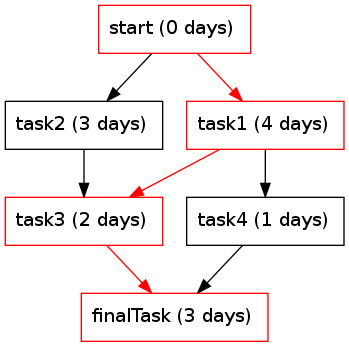 start (0 days)
task2 (3 days)
task1 (4 days)
task3 (2 days)
task4 (1 days)
finalTask (3 days)